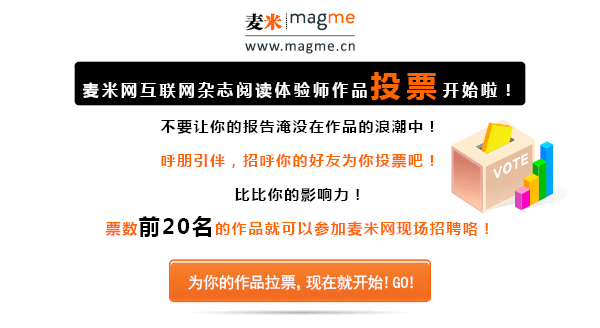 麦米 magme
www.magme.cn
麦米网互联网杂志阅读体验师作品投票开始啦！
不要让你的报告淹没在作品的浪潮中！
呼朋引伴，招呼你的好友为你投票吧！
VOTE
比比你的影响力！
票数前20名的作品就可以参加麦米网现场招聘咯！
为你的作品拉票，现在就开始！GO!